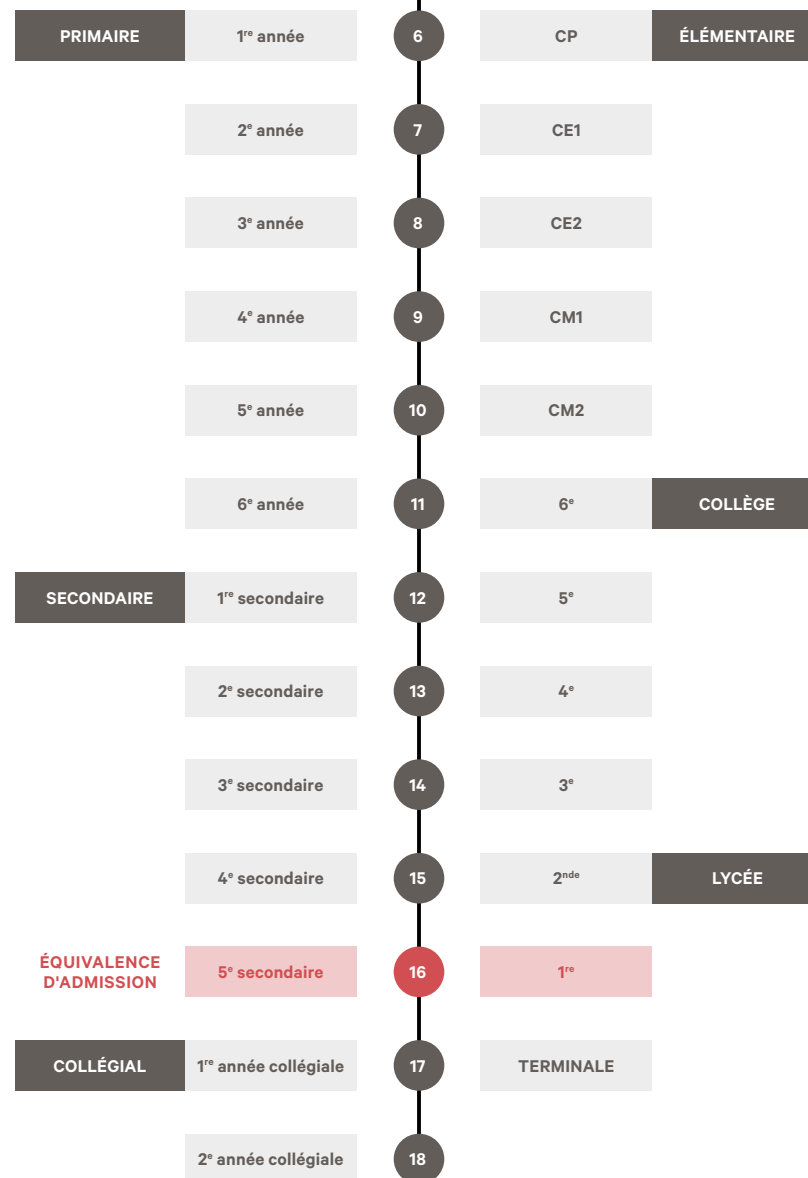 PRIMAIRE 1re année 6 CP ÉLÉMENTAIRE
2e année 7 CE1
3e année 8 CE2
4e année 9 CM1
5e année 10 CM2
6e année 11 6e COLLÈGE
SECONDAIRE 1re secondaire 12 5e
2e secondaire 13 4e
3e secondaire 14 3e
4e secondaire 15 2nde LYCÉE
ÉQUIVALENCE
D'ADMISSION 5e secondaire 16 1re
COLLÉGIAL 1re année collégiale 17 TERMINALE
2e année collégiale 18